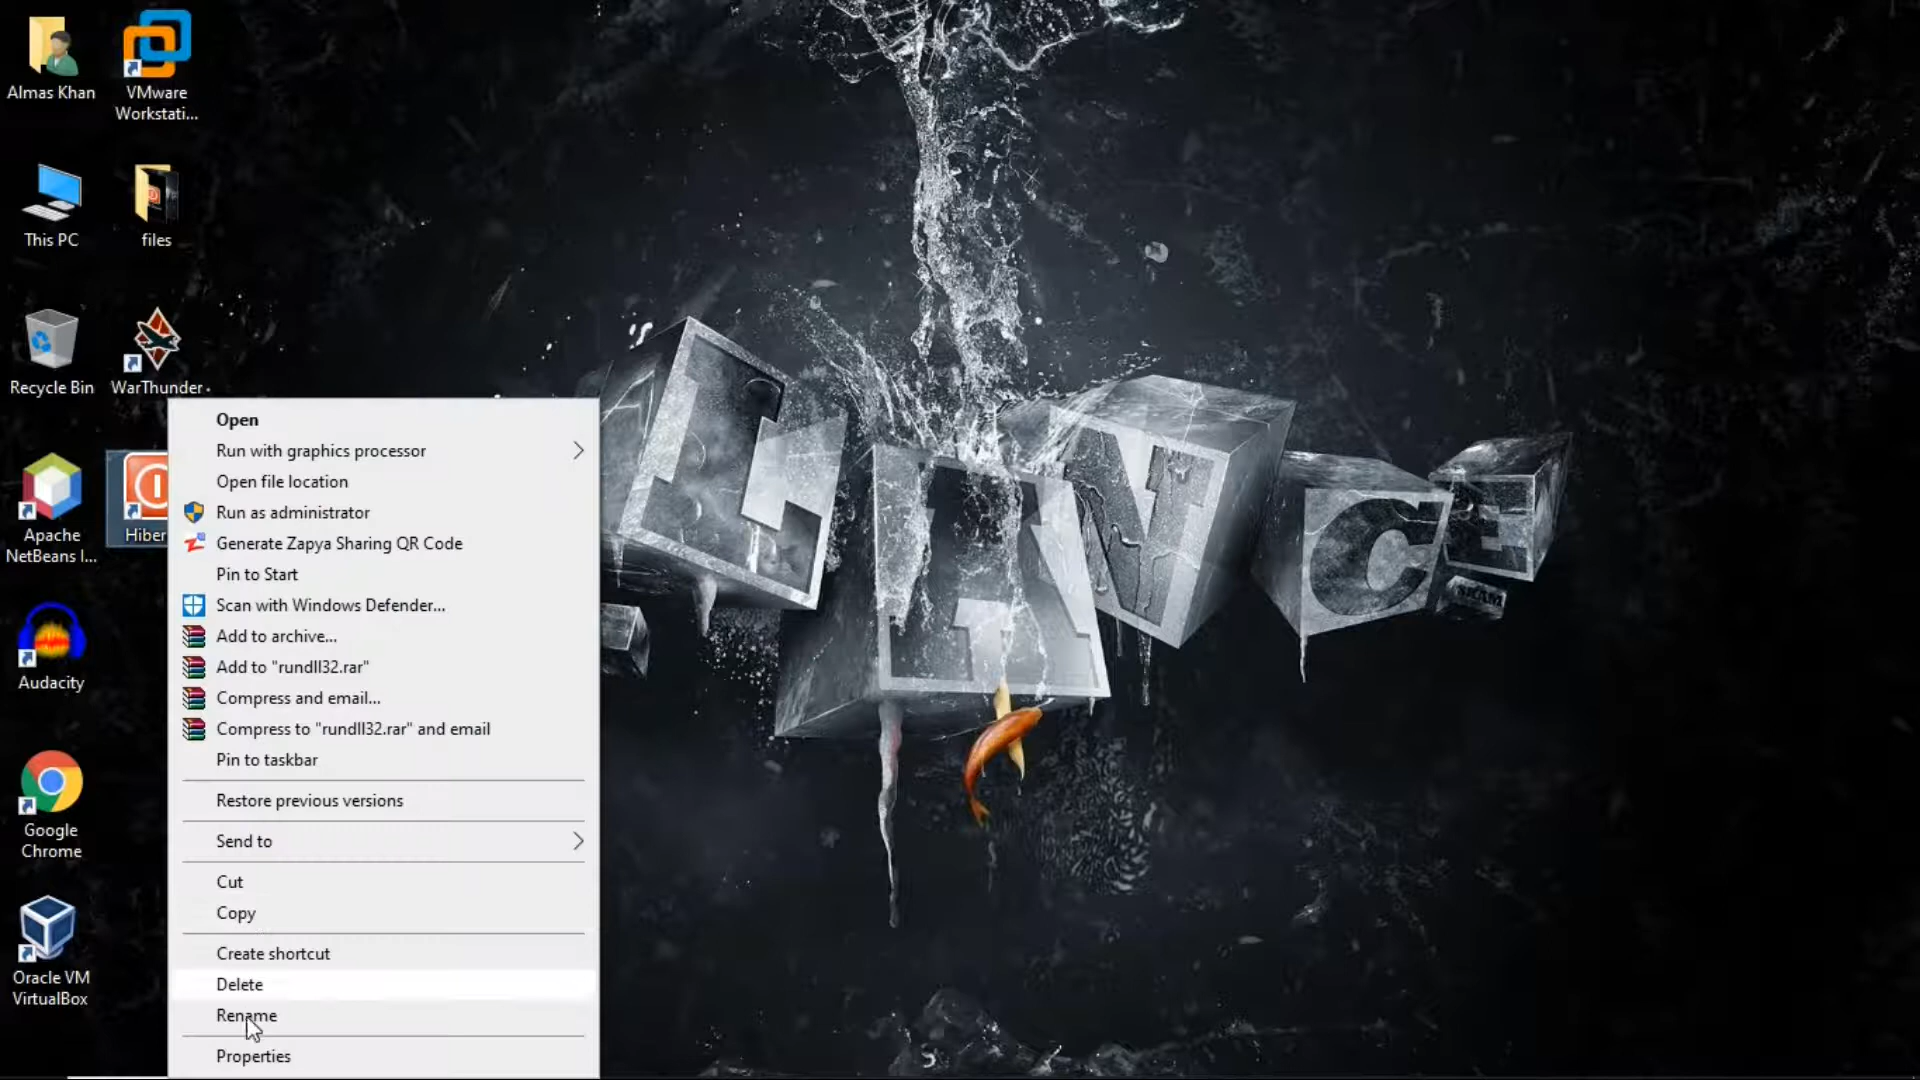 Almas Khan
VMware
Workstati...
This PC
files
Recycle Bin
WarThunder
Apache
NetBeans I...
Hiber
Audacity
Google
Chrome
Oracle VM
VirtualBox
Open
Run with graphics processor
Open file location
Run as administrator
Generate Zapya Sharing QR Code
Pin to Start
Scan with Windows Defender...
Add to archive...
Add to "rundll32.rar"
Compress and email...
Compress to "rundll32.rar" and email
Pin to taskbar
Restore previous versions
Send to
Cut
Copy
Create shortcut
Delete
Rename
Properties
L
A
N
C
E